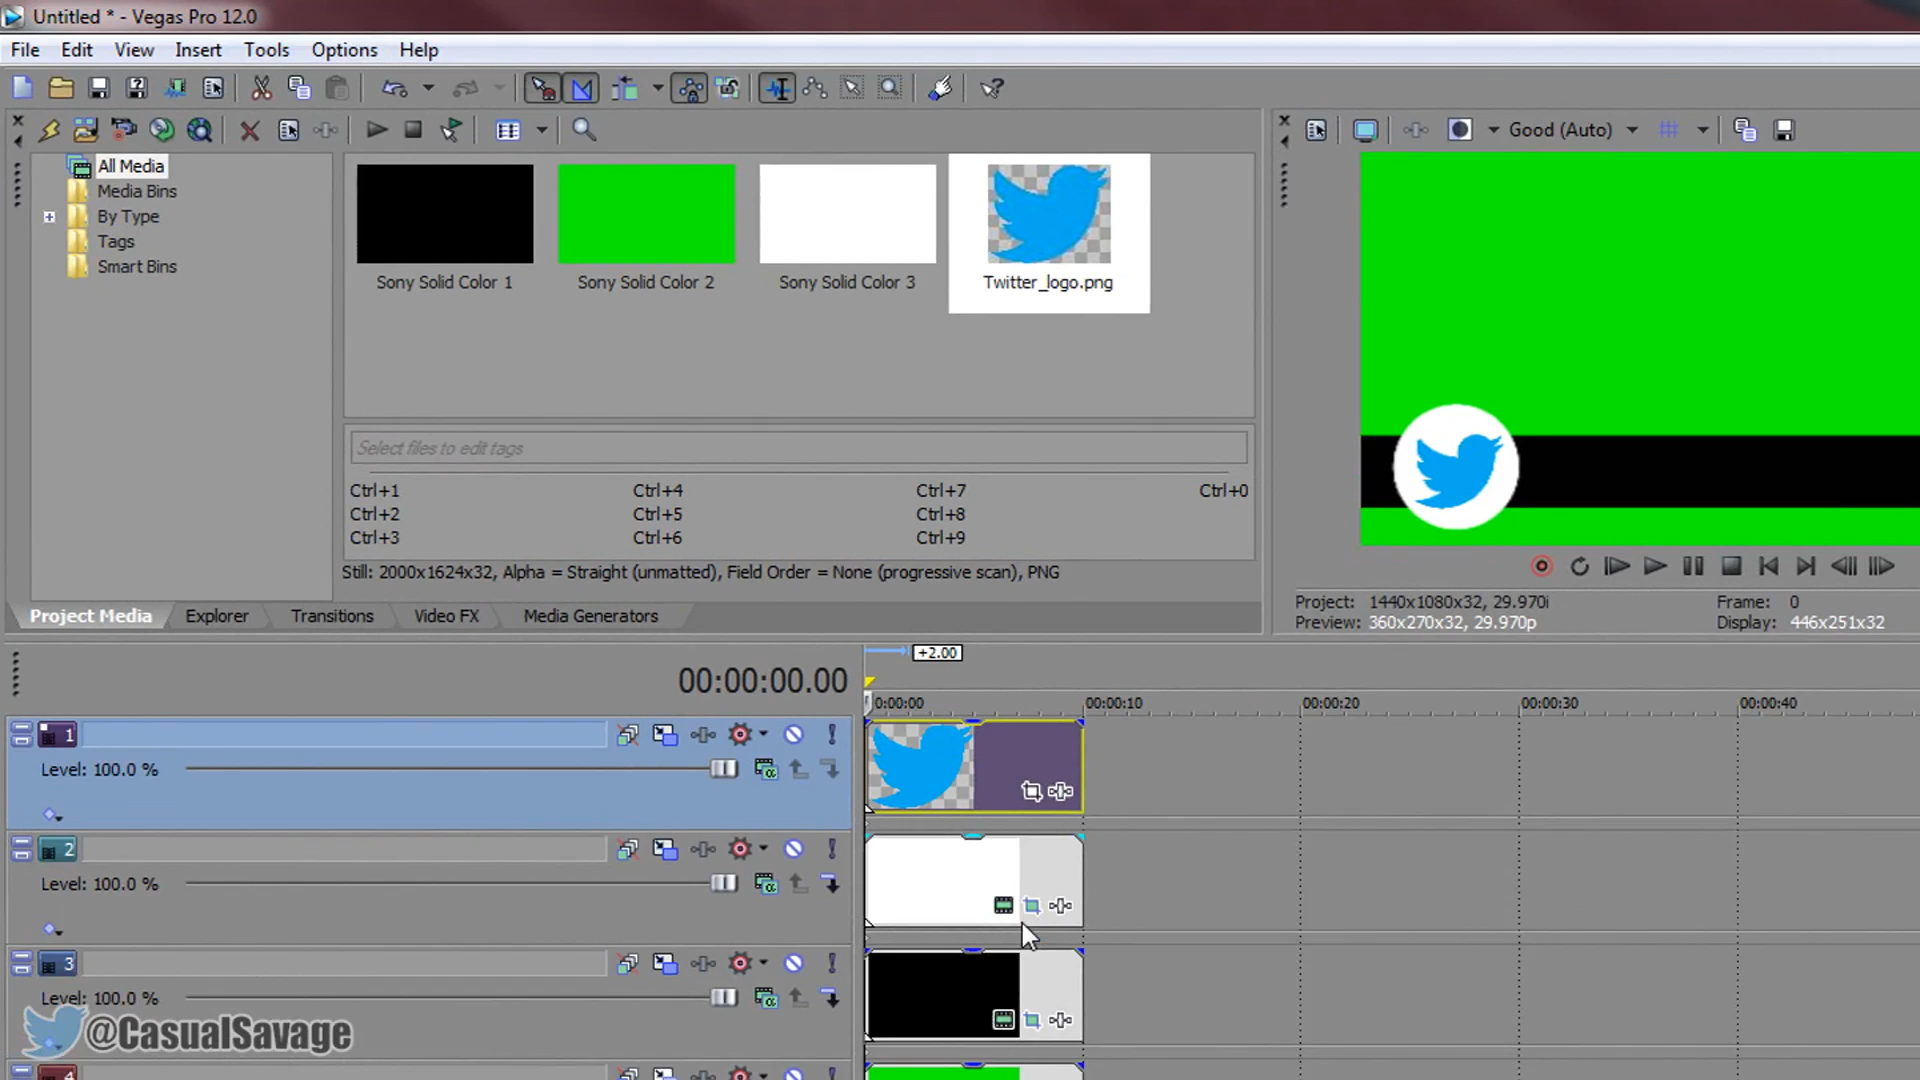 Untitled * - Vegas Pro 12.0
File Edit View Insert Tools Options Help
All Media
Media Bins
By Type
Tags
Smart Bins
Sony Solid Color 1 Sony Solid Color 2 Sony Solid Color 3 Twitter_logo.png
Good (Auto)
Select files to edit tags
Ctrl+1 Ctrl+4 Ctrl+7 Ctrl+0
Ctrl+2 Ctrl+5 Ctrl+8
Ctrl+3 Ctrl+6 Ctrl+9
Still: 2000x1624x32, Alpha = Straight (unmatted), Field Order = None (progressive scan), PNG
Project Media Explorer Transitions Video FX Media Generators
Project: 1440x1080x32, 29.970i Frame: 0
Preview: 360x270x32, 29.970p Display: 446x251x32
+2.00
00:00:00.00
0:00:00 00:00:10 00:00:20 00:00:30 00:00:40
1
Level: 100.0 %
2
Level: 100.0 %
3
Level: 100.0 %
@CasualSavage
4